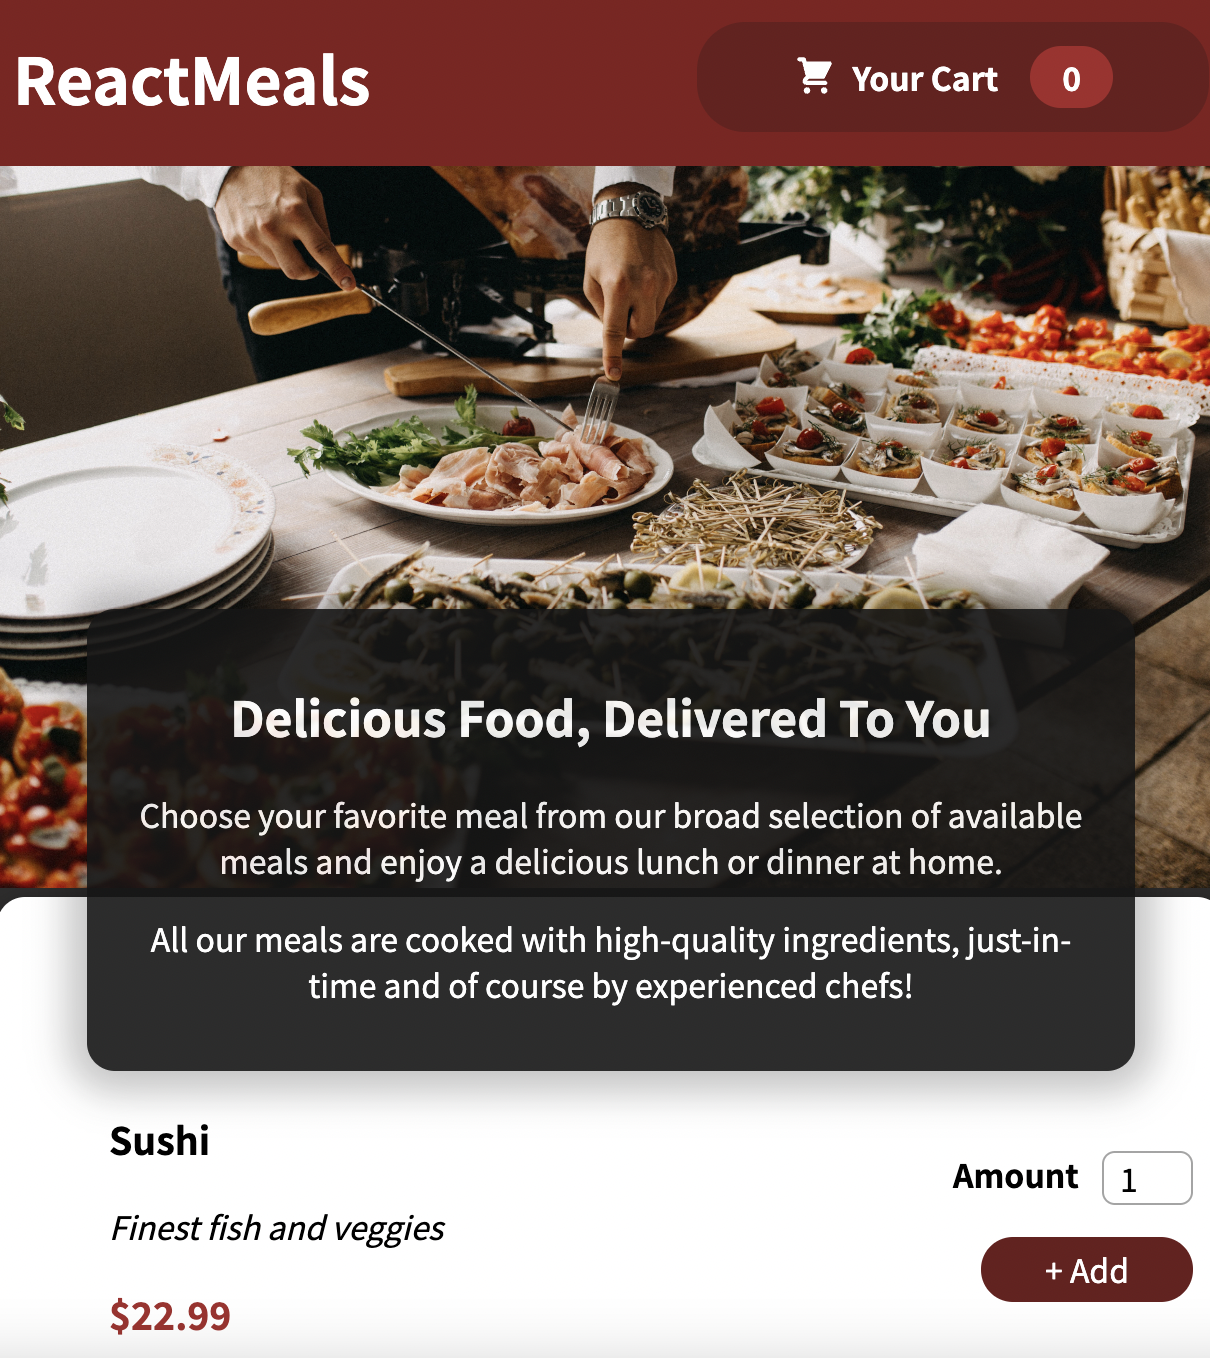 ReactMeals
Your Cart 0
Delicious Food, Delivered To You
Choose your favorite meal from our broad selection of available
meals and enjoy a delicious lunch or dinner at home.
All our meals are cooked with high-quality ingredients, just-in-
time and of course by experienced chefs!
Sushi
Finest fish and veggies
$22.99
Amount 1
+ Add